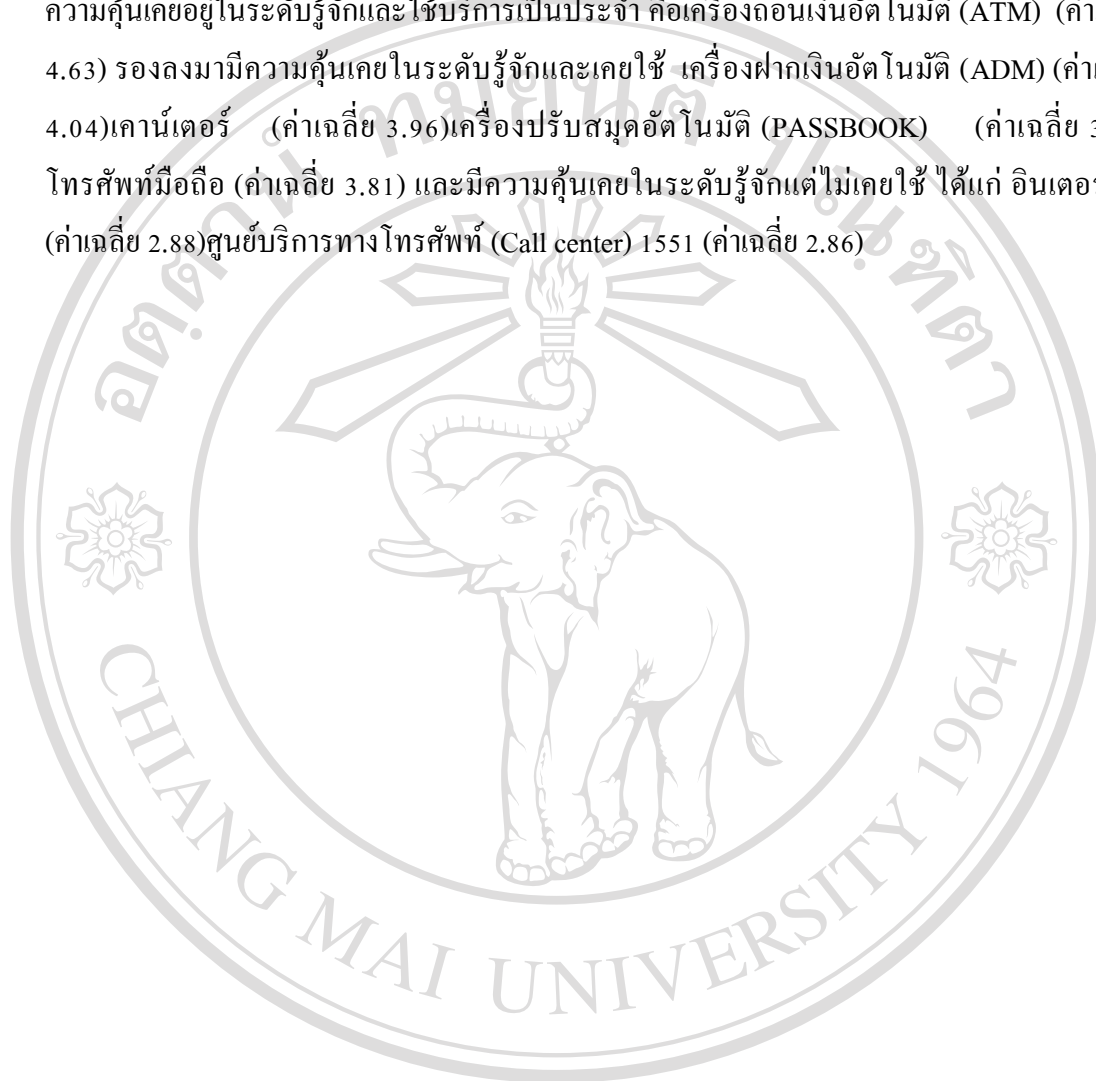 ความคุ้นเคยอยู่ในระดับรู้จักและใช้บริการเป็นประจำ คือเครื่องถอนเงินอัตโนมัติ (ATM) (ค่า
4.63) รองลงมามีความคุ้นเคยในระดับรู้จักและเคยใช้ เครื่องฝากเงินอัตโนมัติ (ADM)
4.04)เคาน์เตอร์ (ค่าเฉลี่ย 3.96)เครื่องปรับสมุดอัตโนมัติ (PASSBOOK) (ค่าเฉลี่ย
โทรศัพท์มือถือ (ค่าเฉลี่ย 3.81) และมีความคุ้นเคยในระดับรู้จักแต่ไม่เคยใช้ ได้แก่
(ค่าเฉลี่ย 2.88)ศูนย์บริการทางโทรศัพท์ (Call center) 1551 (ค่าเฉลี่ย 2.86)
อตฺตานํ ทมยนฺติ ปณฺฑิตา
CHIANG MAI UNIVERSITY 1964